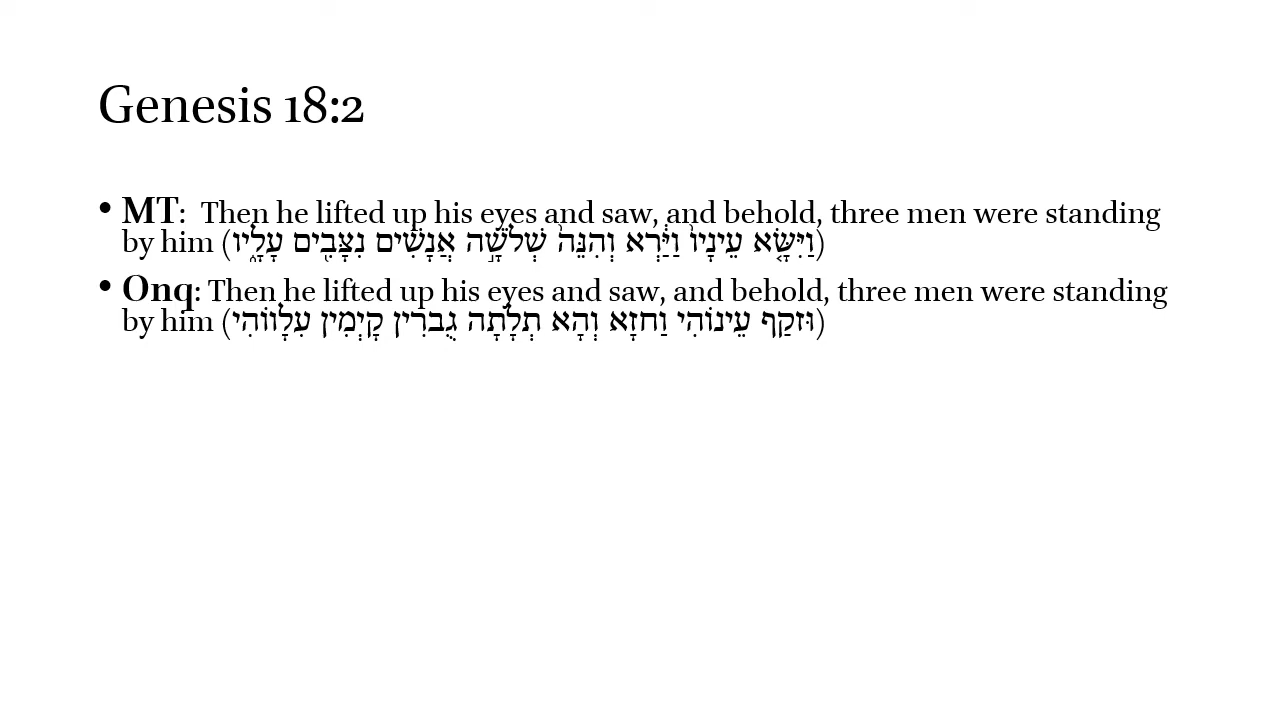 Genesis 18:2
• MT:  Then he lifted up his eyes and saw, and behold, three men were standing
by him (וַיִּשָּׂ֤א עֵינָיו֙ וַיַּ֔רְא וְהִנֵּה֙ שְׁלֹשָׁ֣ה אֲנָשִׁ֔ים נִצָּבִ֖ים עָלָ֑יו)
• Onq: Then he lifted up his eyes and saw, and behold, three men were standing
by him (וּזקַף עֵינוֹהִי וַחזָא וְהָא תְלָתָה גֻברִין קָיְמִין עִלָווֹהִי)